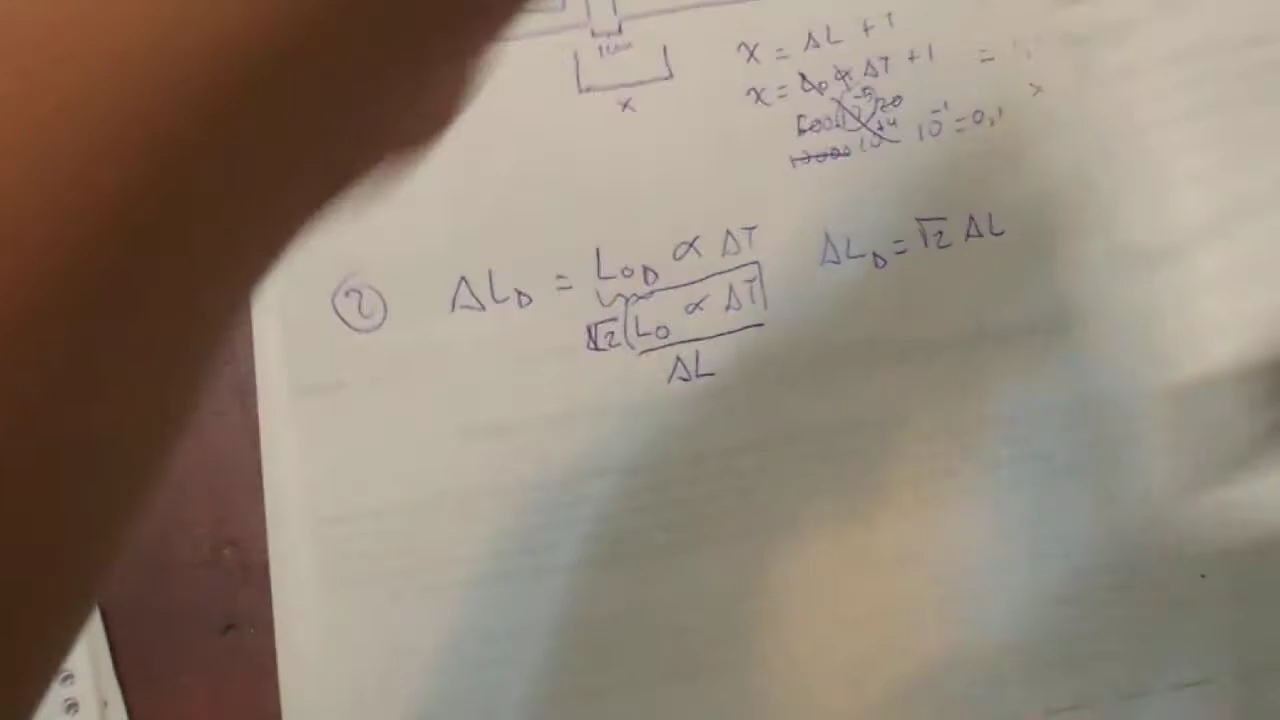 x
x = ΔL + 1
x = L₀ α ΔT + 1 =
10⁻¹ = 0,1
② ΔL_D = L₀_D α ΔT ΔL_D = √2 ΔL
√2 (L₀ α ΔT
ΔL